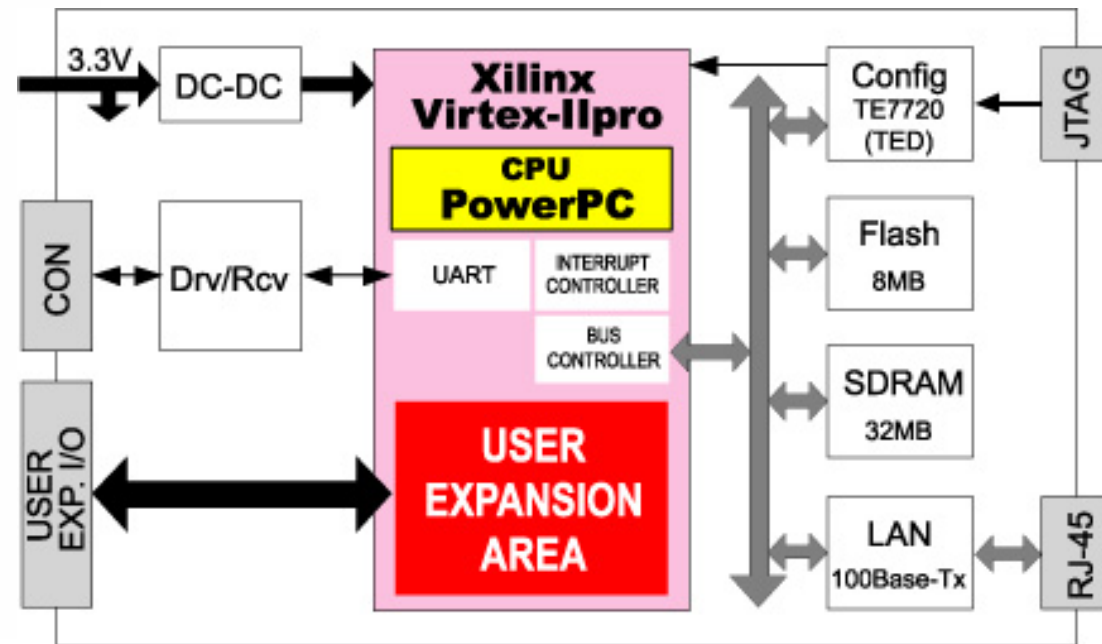 3.3V
DC-DC
Xilinx
Virtex-IIpro
CPU
PowerPC
UART
INTERRUPT
CONTROLLER
BUS
CONTROLLER
USER
EXPANSION
AREA
CON
Drv/Rcv
USER
EXP. I/O
Config
TE7720
(TED)
JTAG
Flash
8MB
SDRAM
32MB
LAN
100Base-Tx
RJ-45